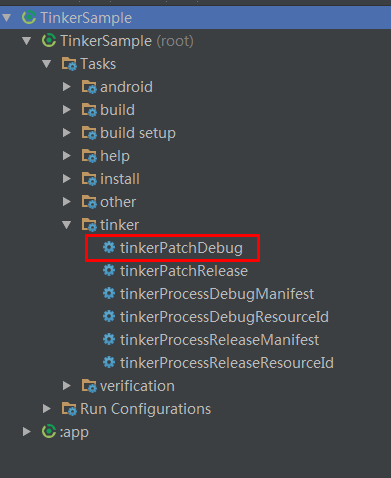 TinkerSample
TinkerSample (root)
Tasks
android
build
build setup
help
install
other
tinker
tinkerPatchDebug
tinkerPatchRelease
tinkerProcessDebugManifest
tinkerProcessDebugResourceId
tinkerProcessReleaseManifest
tinkerProcessReleaseResourceId
verification
Run Configurations
:app